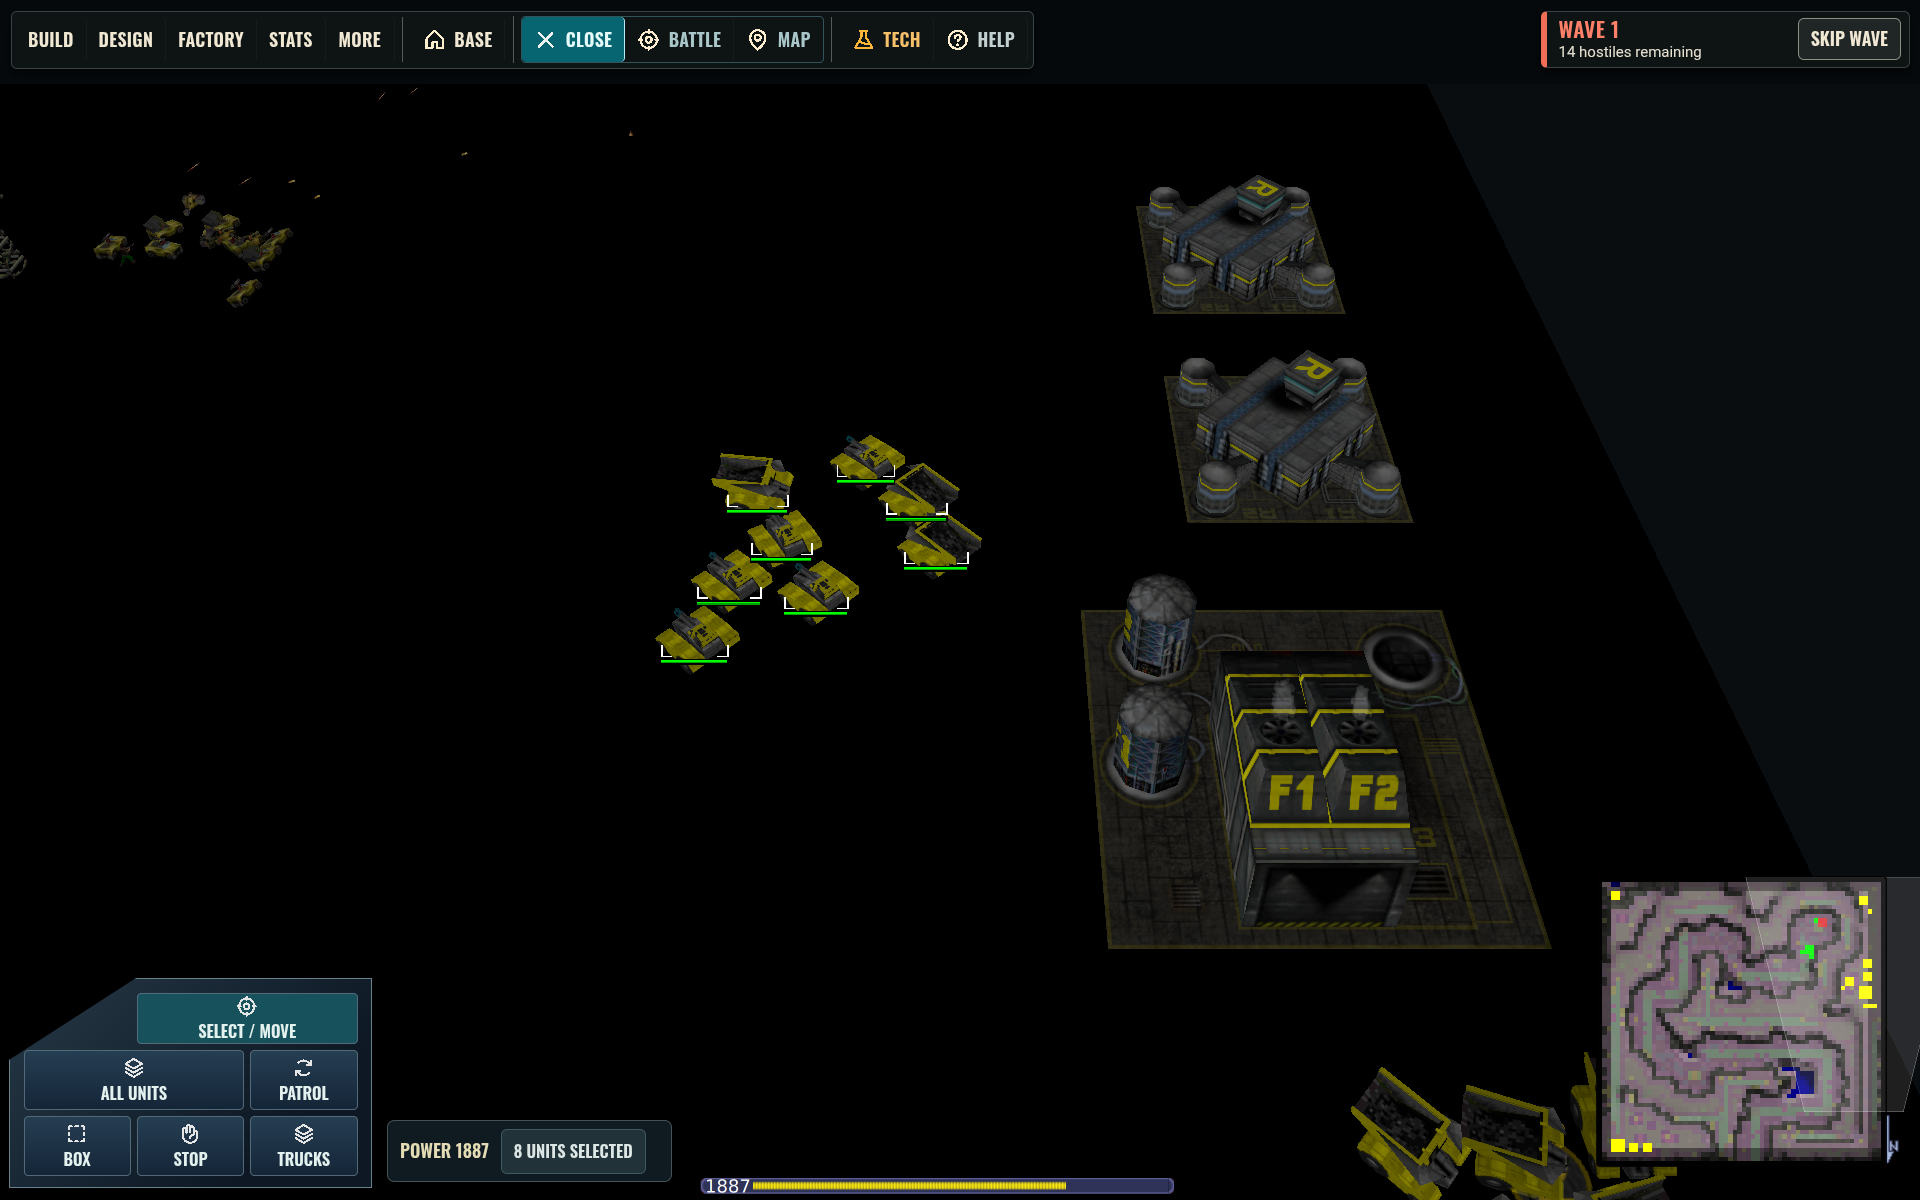 BUILD
DESIGN
FACTORY
STATS
MORE
BASE
CLOSE
BATTLE
MAP
TECH
HELP
WAVE 1
14 hostiles remaining
SKIP WAVE
R
R
F1 F2
3
SELECT / MOVE
ALL UNITS
PATROL
BOX
STOP
TRUCKS
POWER 1887
8 UNITS SELECTED
1887
N